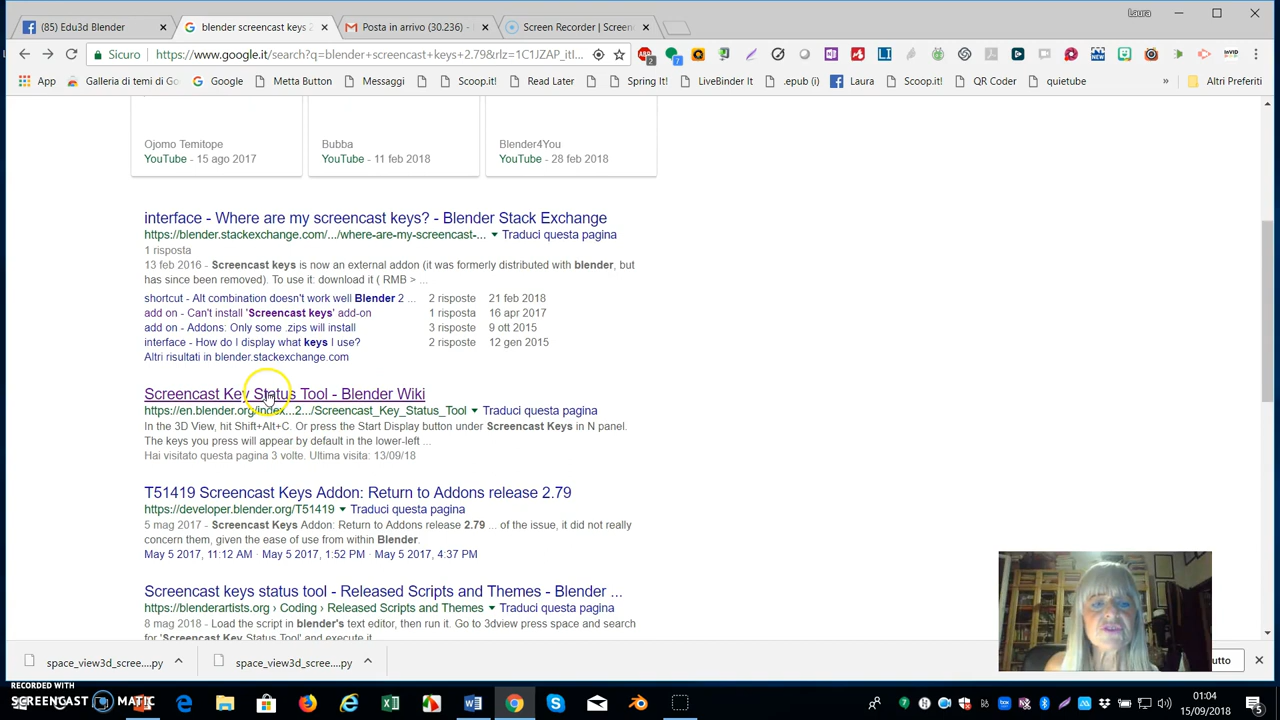 Laura
(85) Edu3d Blender
blender screencast keys 2
Posta in arrivo (30.236) -
Screen Recorder | Screen
Sicuro
https://www.google.it/search?q=blender+screencast+keys+2.79&rlz=1C1JZAP_itI...
App
Galleria di temi di Go
Google
Metta Button
Messaggi
Scoop.it!
Read Later
Spring It!
LiveBinder It
.epub (i)
Laura
Scoop.it!
QR Coder
quietube
»
Altri Preferiti
Ojomo Temitope
YouTube - 15 ago 2017
Bubba
YouTube - 11 feb 2018
Blender4You
YouTube - 28 feb 2018
interface - Where are my screencast keys? - Blender Stack Exchange
https://blender.stackexchange.com/.../where-are-my-screencast-... Traduci questa pagina
1 risposta
13 feb 2016 - Screencast keys is now an external addon (it was formerly distributed with blender, but
has since been removed). To use it: download it ( RMB > ...
shortcut - Alt combination doesn't work well Blender 2 ... 2 risposte 21 feb 2018
add on - Can't install 'Screencast keys' add-on 1 risposta 16 apr 2017
add on - Addons: Only some .zips will install 3 risposte 9 ott 2015
interface - How do I display what keys I use? 2 risposte 12 gen 2015
Altri risultati in blender.stackexchange.com
Screencast Key Status Tool - Blender Wiki
https://en.blender.org/index...2.../Screencast_Key_Status_Tool Traduci questa pagina
In the 3D View, hit Shift+Alt+C. Or press the Start Display button under Screencast Keys in N panel.
The keys you press will appear by default in the lower-left ...
Hai visitato questa pagina 3 volte. Ultima visita: 13/09/18
T51419 Screencast Keys Addon: Return to Addons release 2.79
https://developer.blender.org/T51419 Traduci questa pagina
5 mag 2017 - Screencast Keys Addon: Return to Addons release 2.79 ... of the issue, it did not really
concern them, given the ease of use from within Blender.
May 5 2017, 11:12 AM · May 5 2017, 1:52 PM · May 5 2017, 4:37 PM
Screencast keys status tool - Released Scripts and Themes - Blender ...
https://blenderartists.org › Coding › Released Scripts and Themes Traduci questa pagina
8 mag 2018 - Load the script in blender's text editor, then run it. Go to 3dview press space and search
for 'Screencast Key Status Tool' and execute it
space_view3d_scree....py
space_view3d_scree....py
utto
RECORDED WITH
SCREENCAST MATIC
01:04
15/09/2018
5